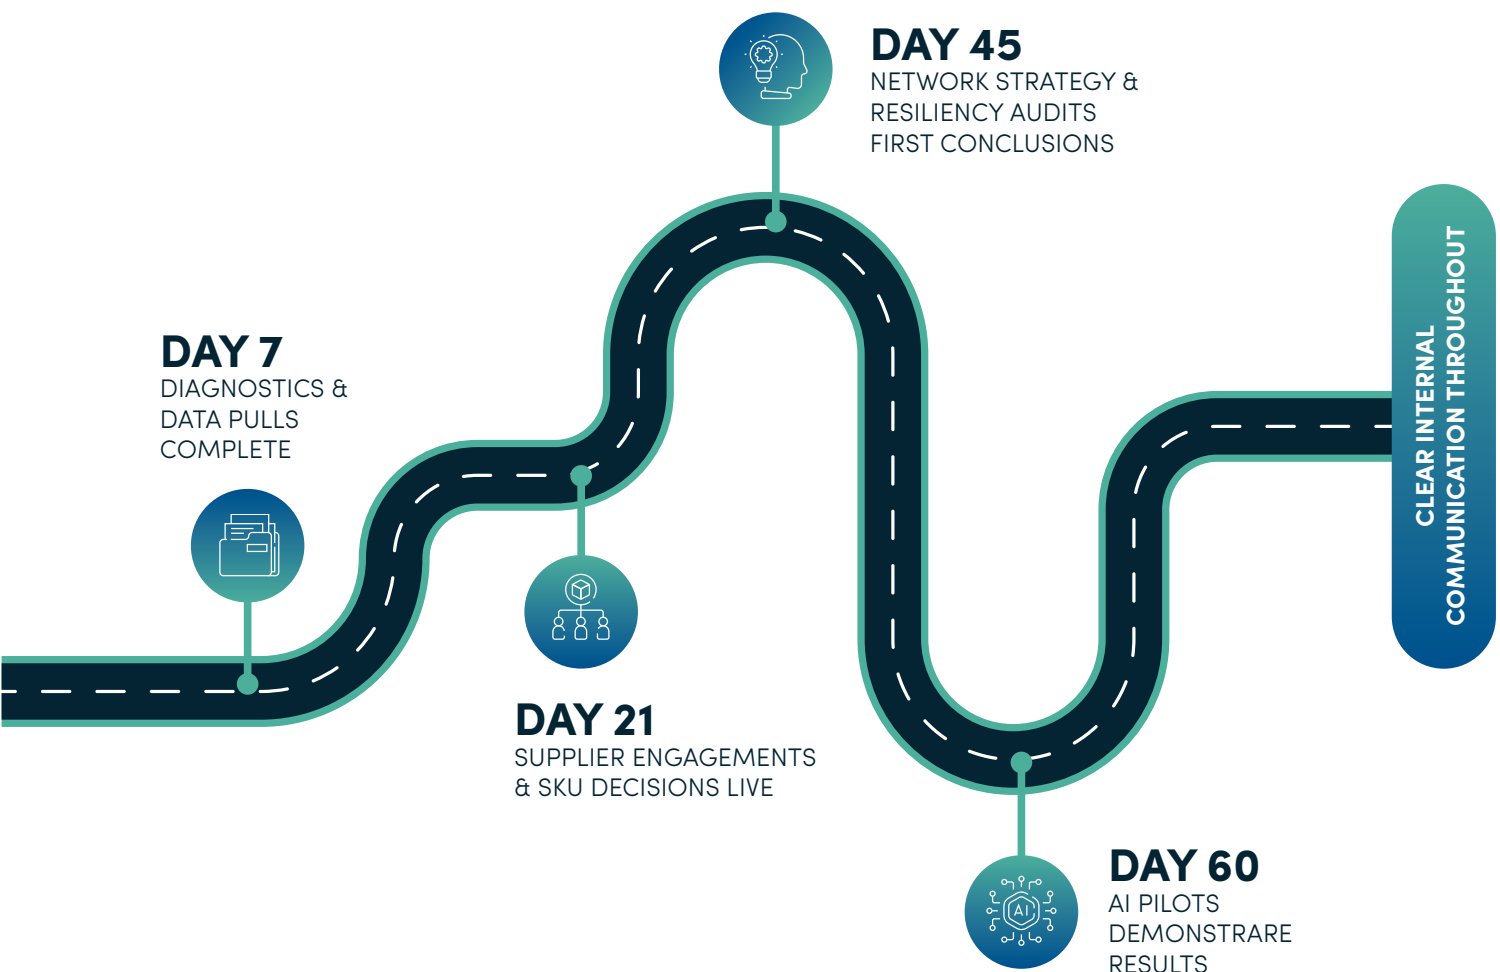 DAY 45
NETWORK STRATEGY &
RESILIENCY AUDITS
FIRST CONCLUSIONS
DAY 7
DIAGNOSTICS &
DATA PULLS
COMPLETE
DAY 21
SUPPLIER ENGAGEMENTS
& SKU DECISIONS LIVE
AI
DAY 60
AI PILOTS
DEMONSTRARE
RESULTS
CLEAR INTERNAL
COMMUNICATION THROUGHOUT